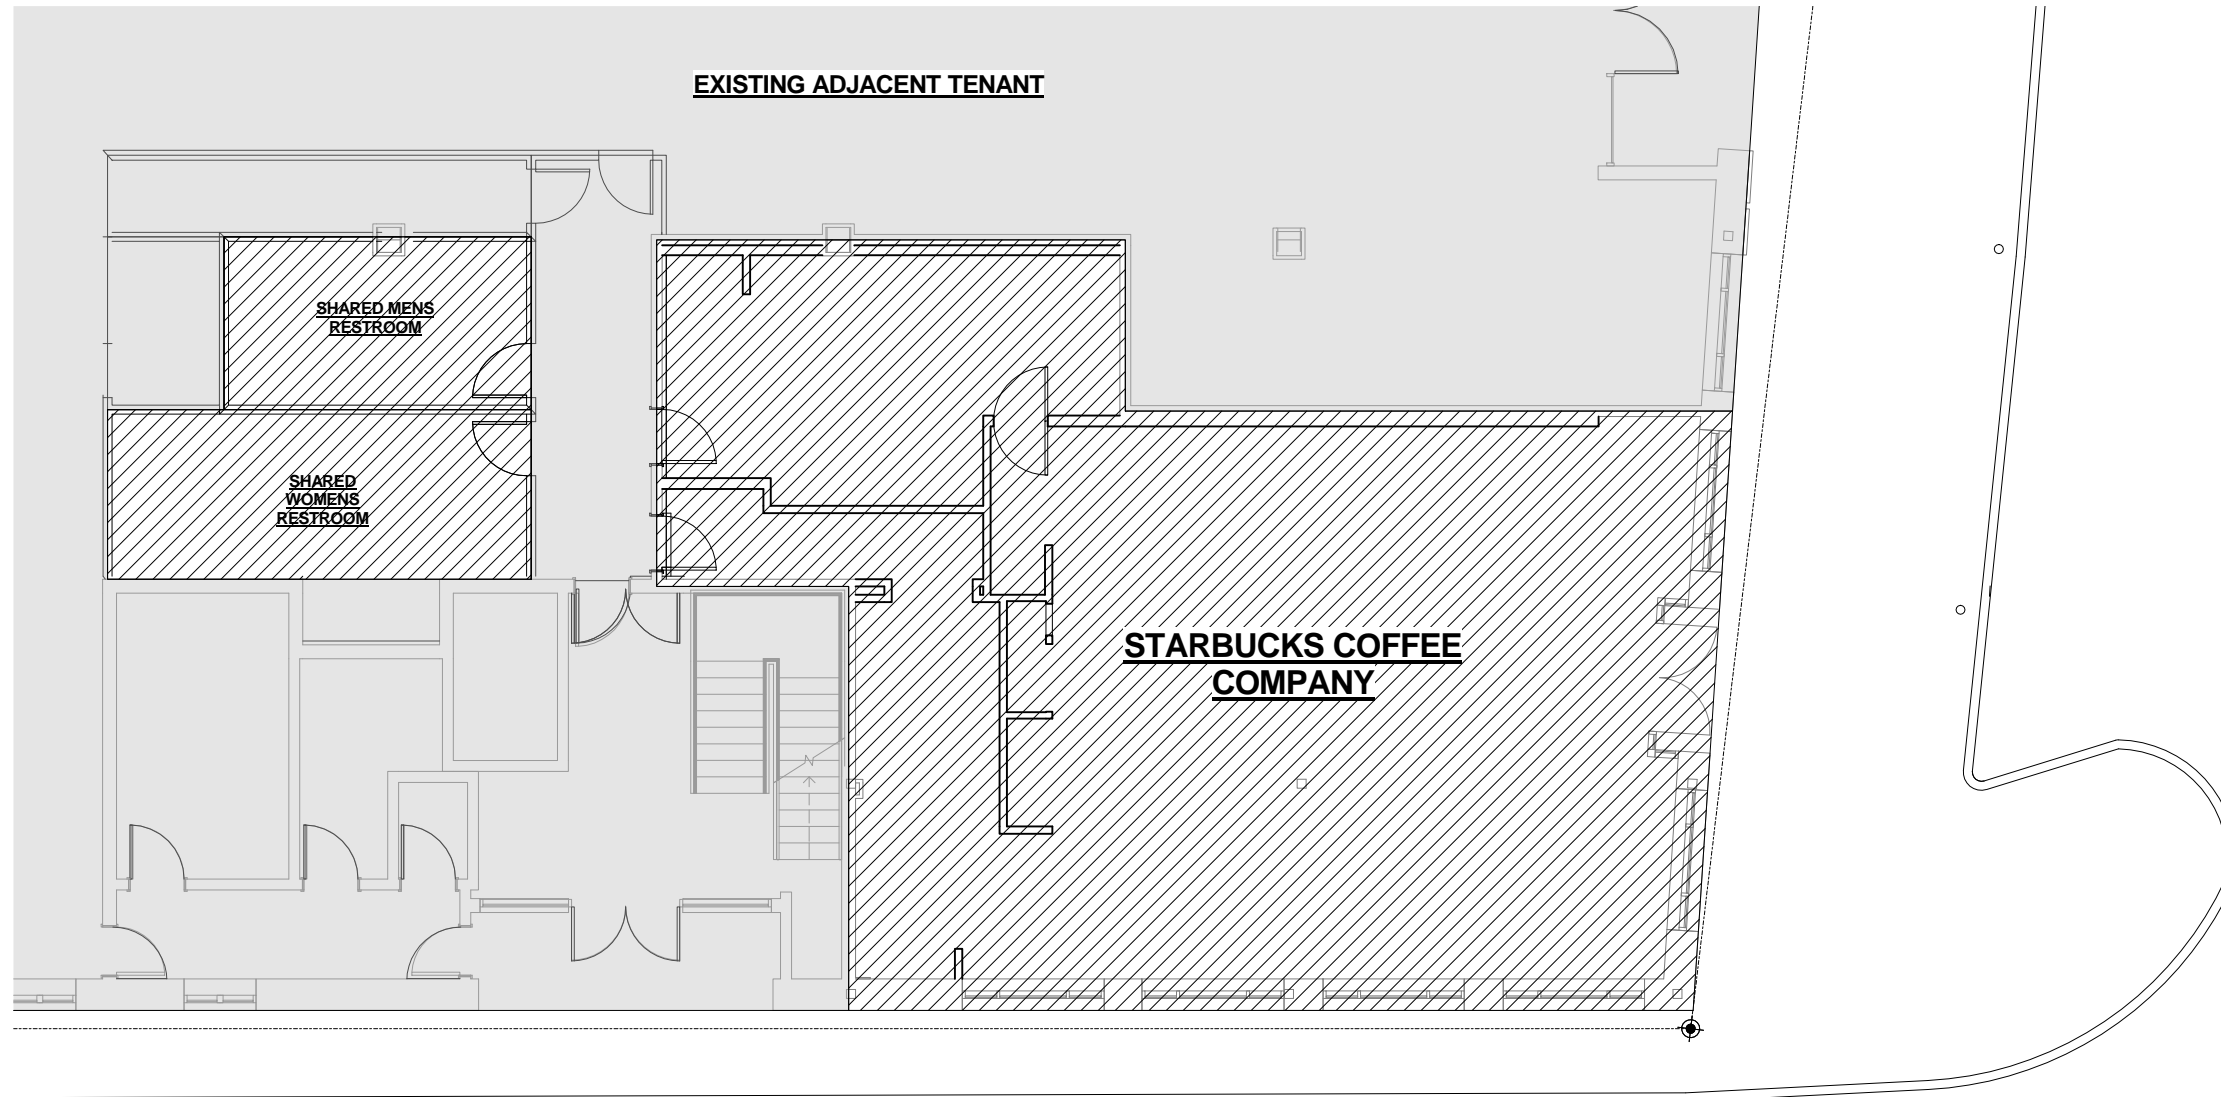 EXISTING ADJACENT TENANT
SHARED MENS
RESTROOM
SHARED
WOMENS
RESTROOM
STARBUCKS COFFEE
COMPANY